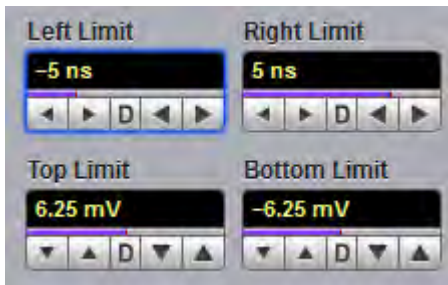 Left Limit
Right Limit
–5 ns
5 ns
D
D
Top Limit
Bottom Limit
6.25 mV
–6.25 mV
D
D